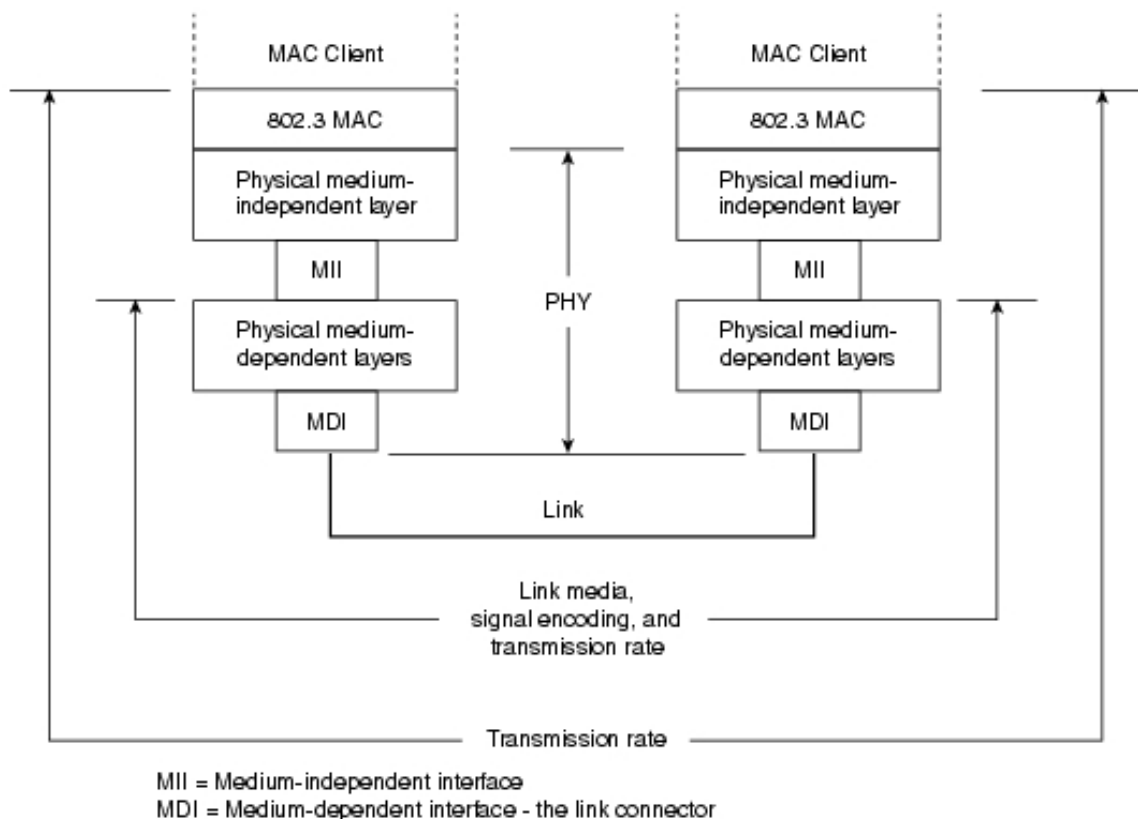 MAC Client
MAC Client
802.3 MAC
802.3 MAC
Physical medium-
independent layer
Physical medium-
independent layer
MII
MII
PHY
Physical medium-
dependent layers
Physical medium-
dependent layers
MDI
MDI
Link
Link media,
signal encoding, and
transmission rate
Transmission rate
MII = Medium-independent interface
MDI = Medium-dependent interface - the link connector